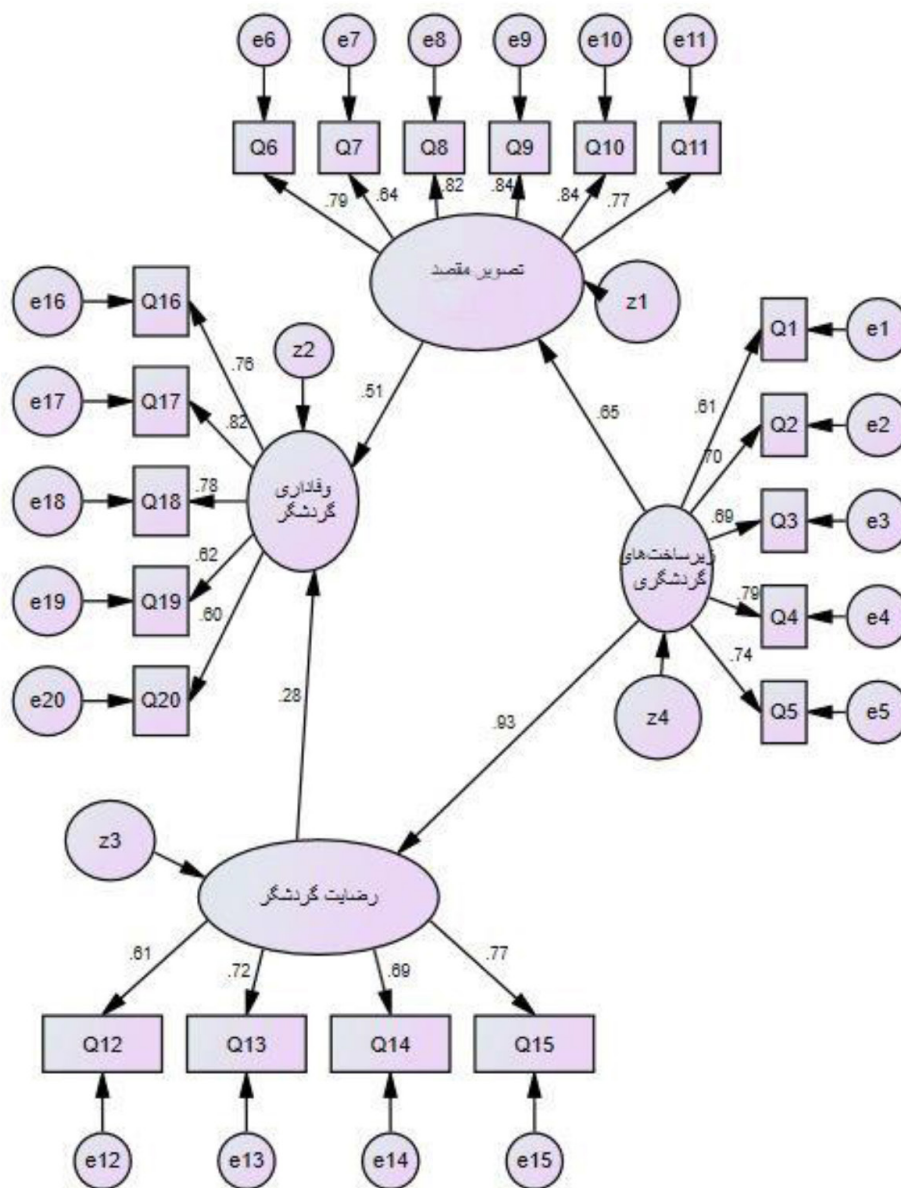 e6 e7 e8 e9 e10 e11
Q6 Q7 Q8 Q9 Q10 Q11
.79 .64 .82 .84 .84 .77
تصویر مقصد
z1
e16 Q16
e17 Q17
e18 Q18
e19 Q19
e20 Q20
.76
.82
.78
.62
.60
z2
.51
وفاداری
گردشگر
.65
زیرساخت‌های
گردشگری
.61
.70
.69
.79
.74
Q1 e1
Q2 e2
Q3 e3
Q4 e4
Q5 e5
z4
.28
.93
z3
رضایت گردشگر
.61 .72 .69 .77
Q12 Q13 Q14 Q15
e12 e13 e14 e15